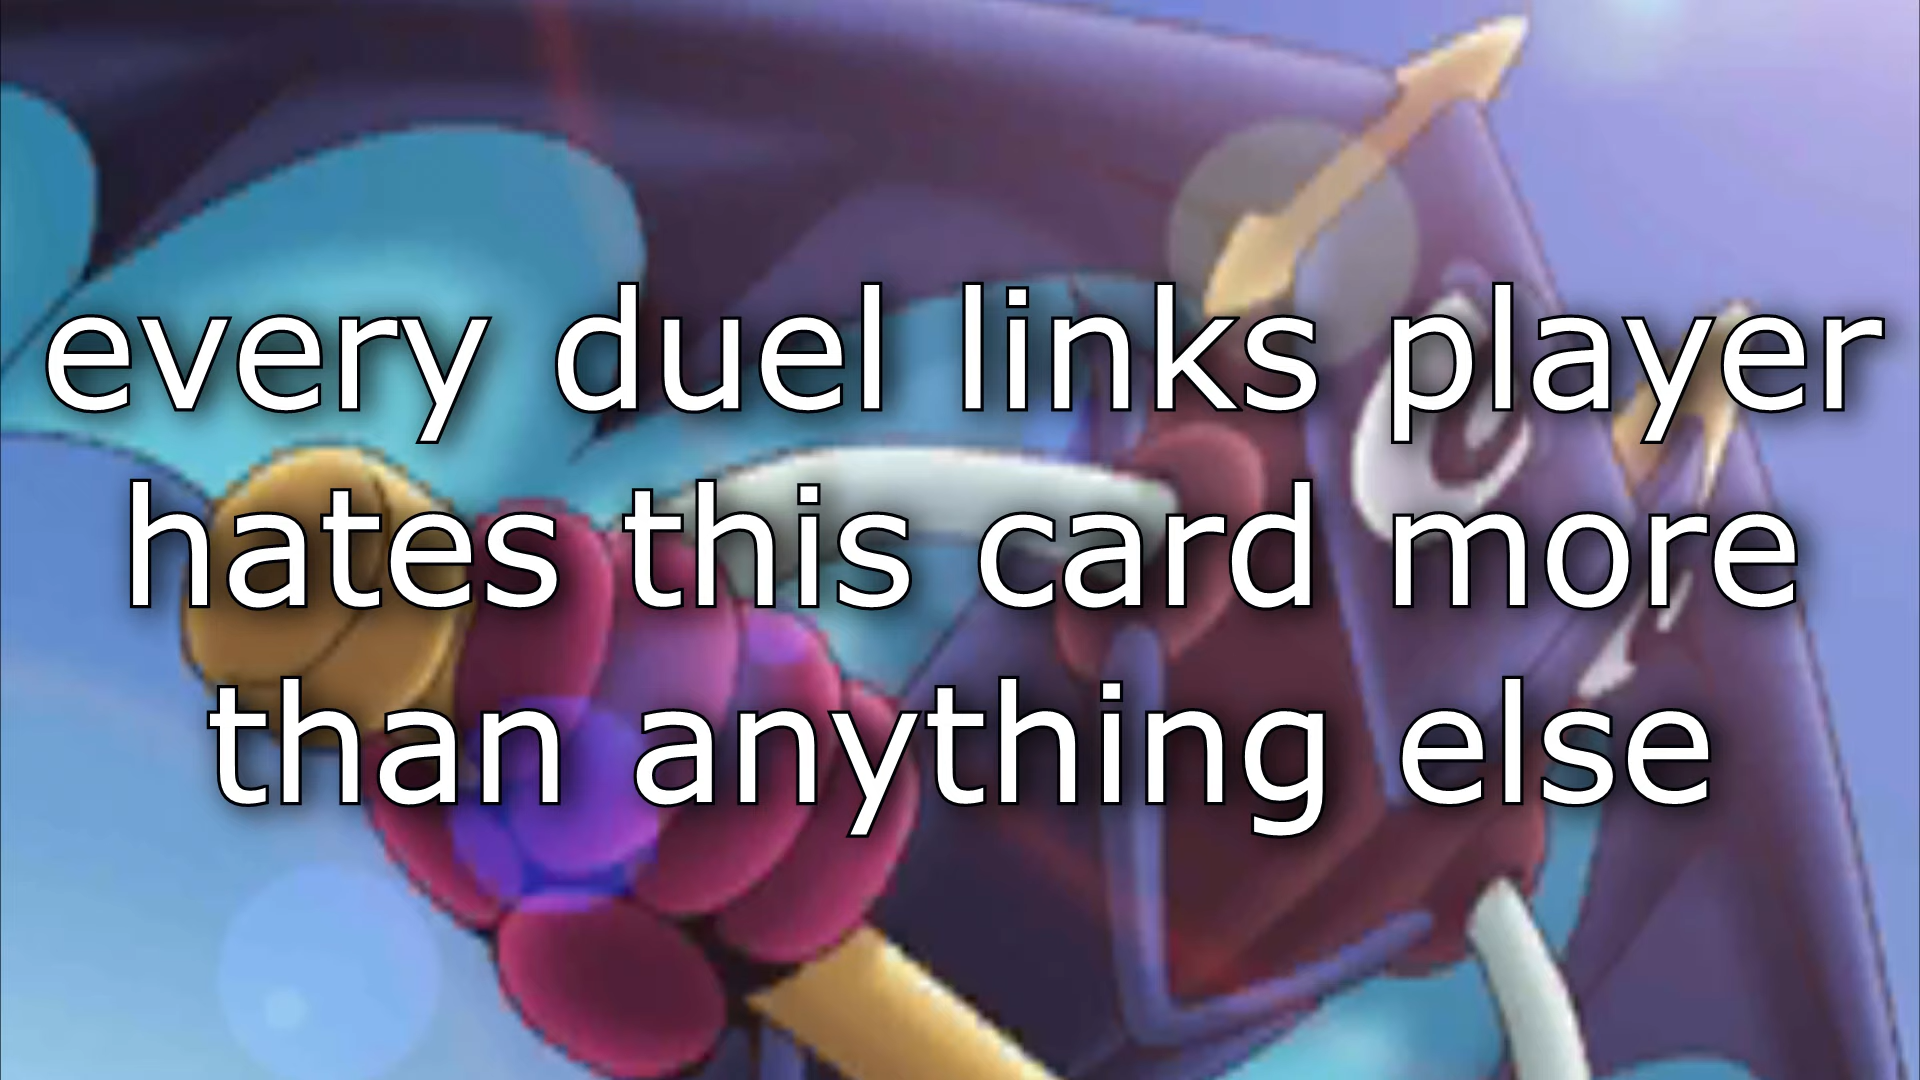 every duel links player
hates this card more
than anything else